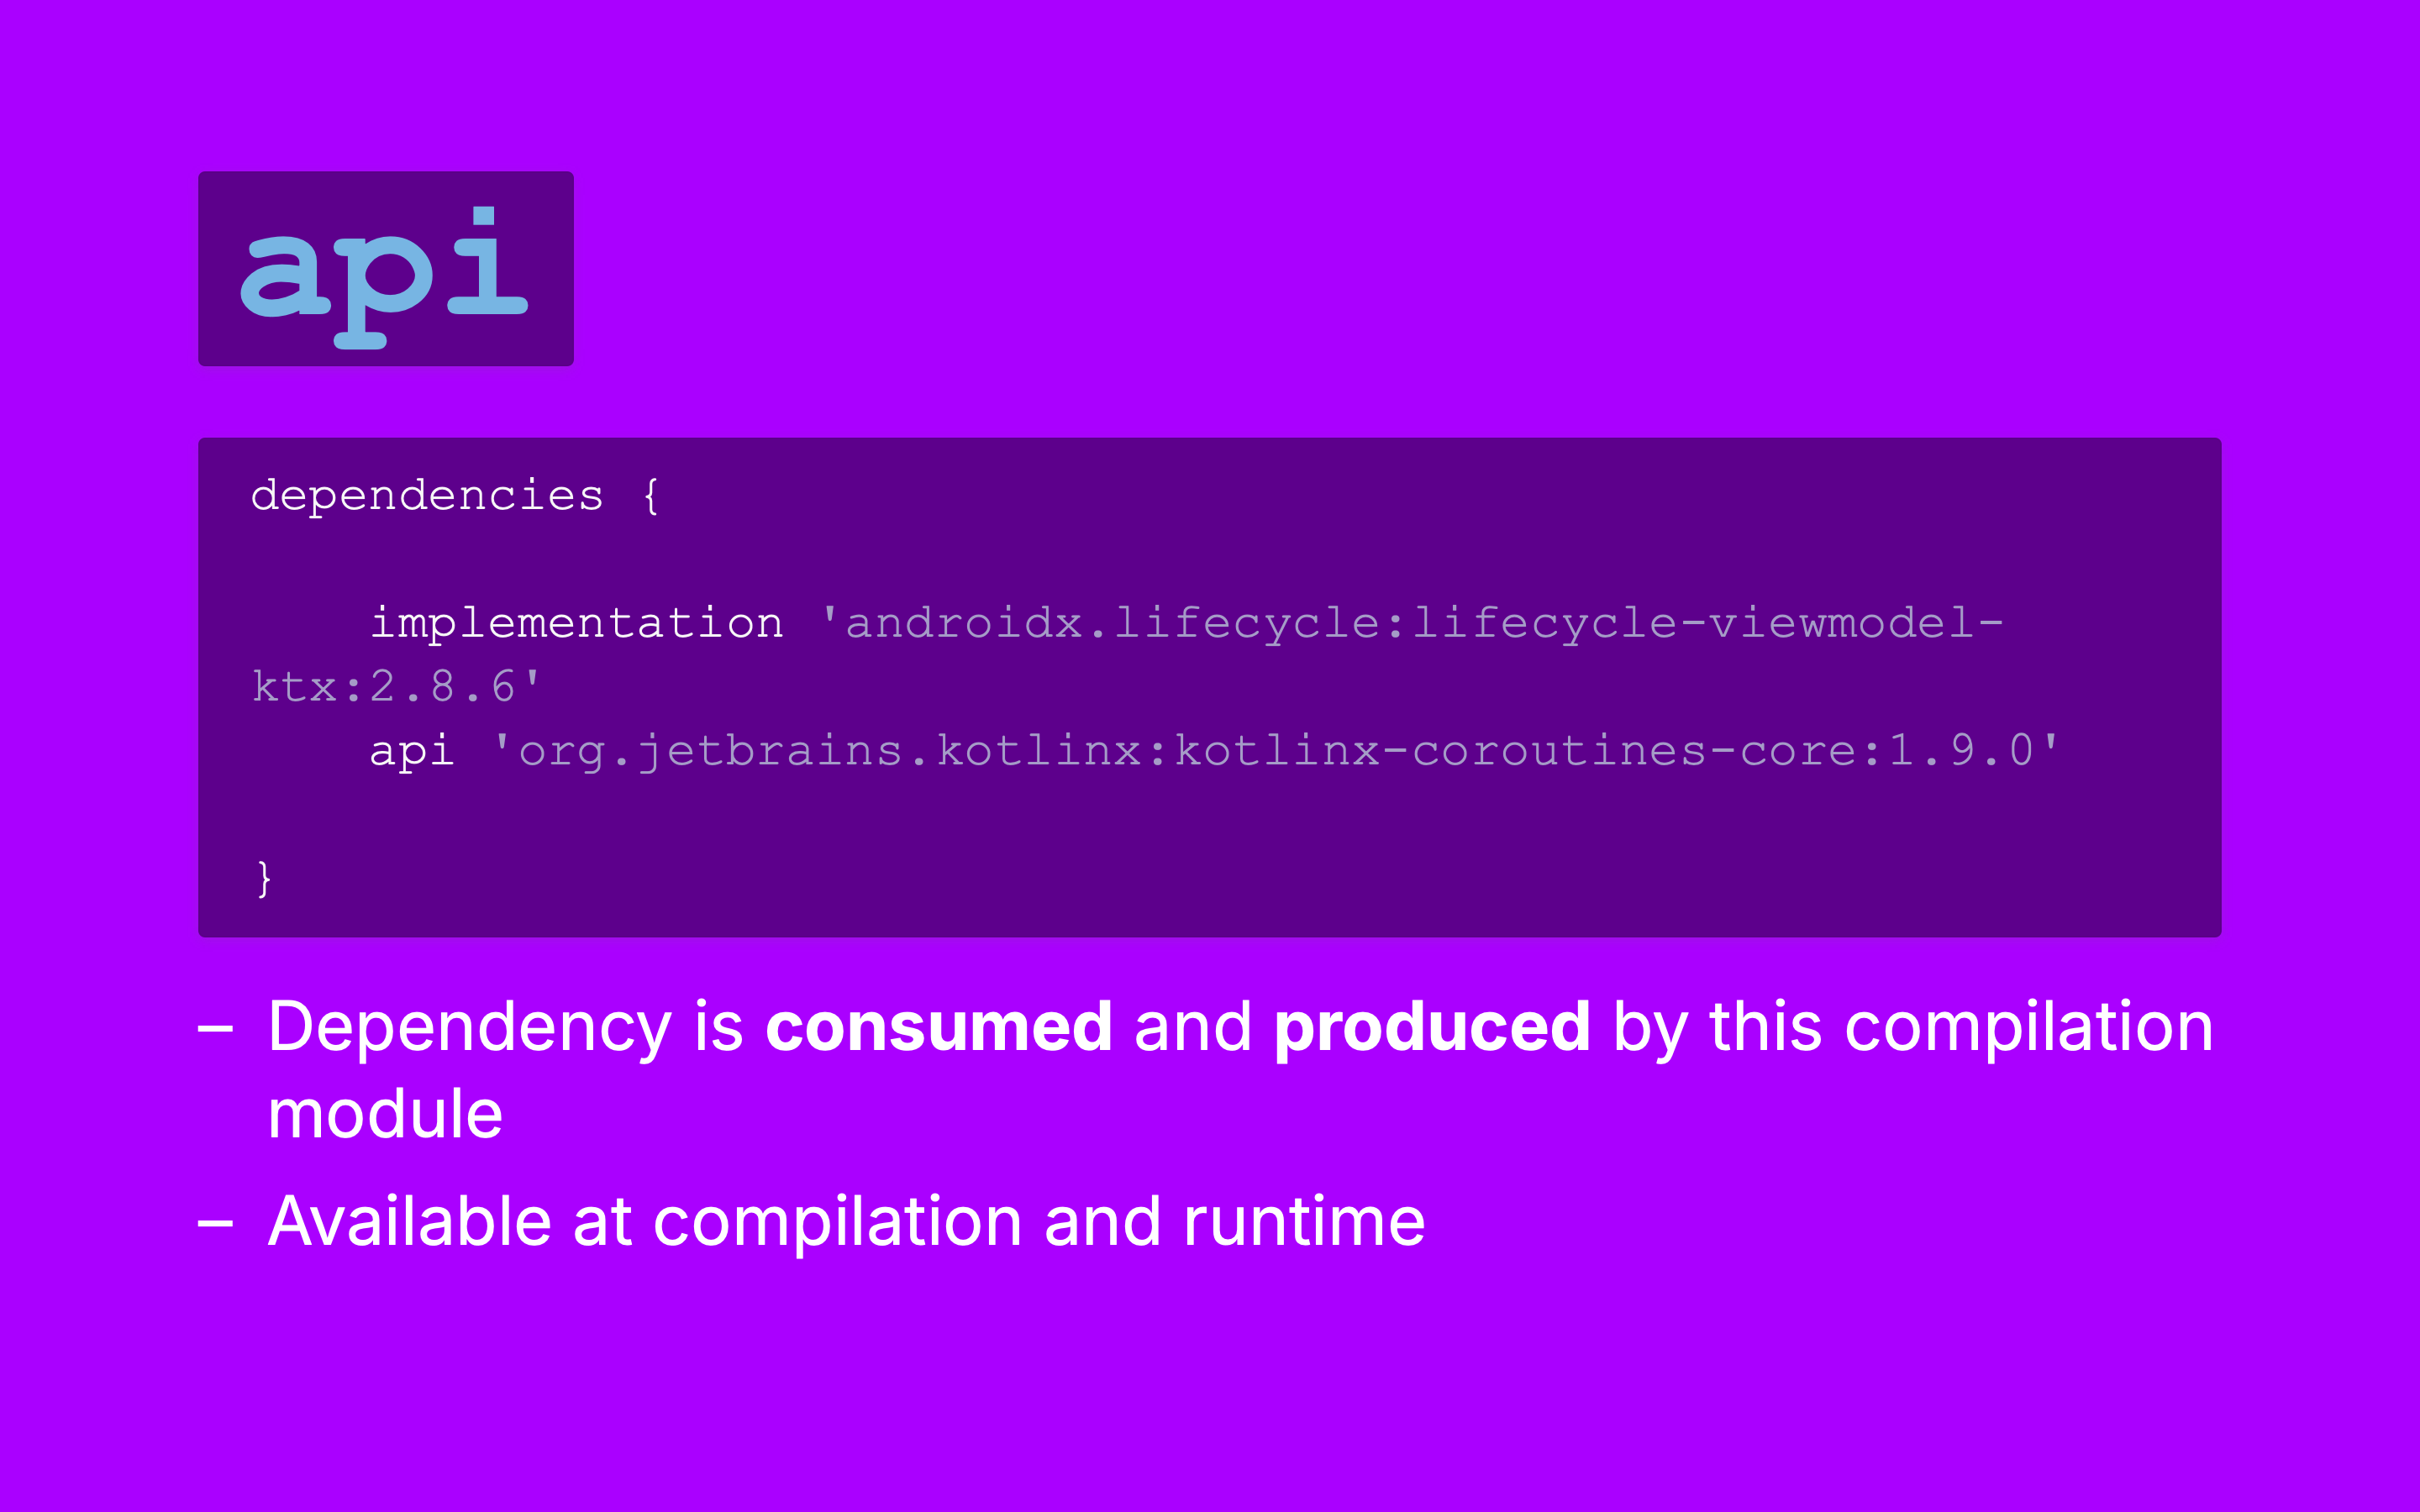 api
dependencies {
implementation 'androidx.lifecycle:lifecycle-viewmodel-
ktx:2.8.6'
api 'org.jetbrains.kotlinx:kotlinx-coroutines-core:1.9.0'
}
– Dependency is consumed and produced by this compilation
module
– Available at compilation and runtime